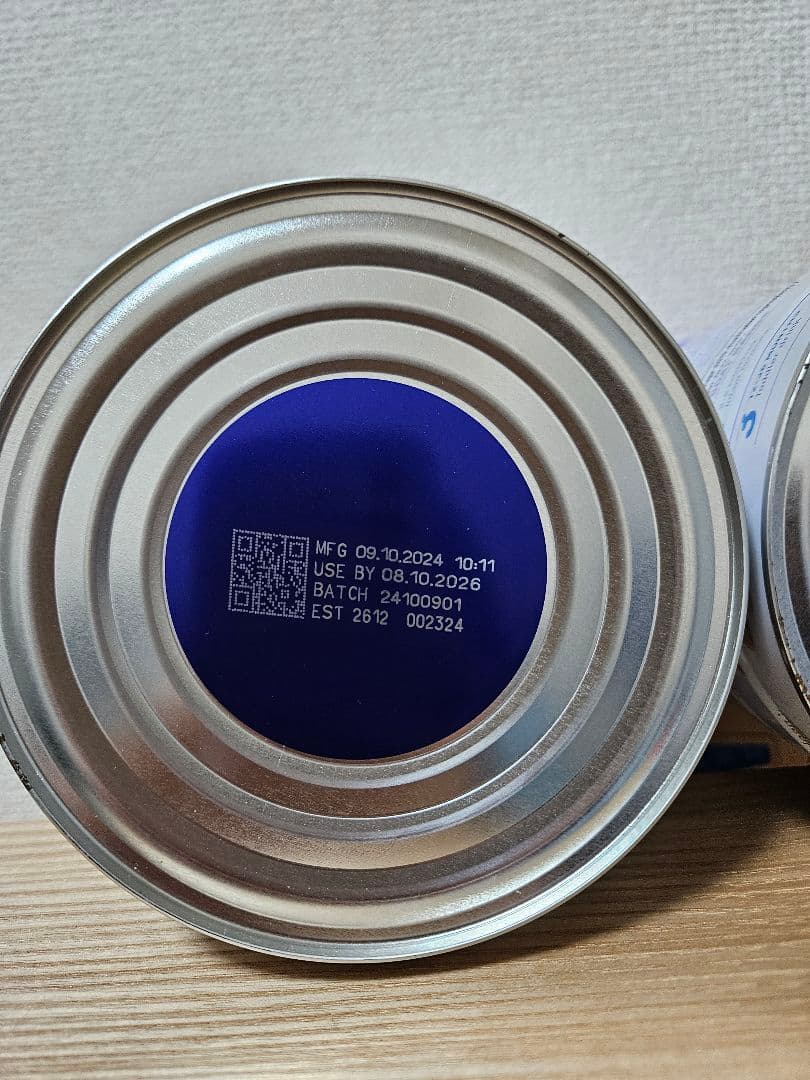 MFG 09.10.2024 10:11
USE BY 08.10.2026
BATCH 24100901
EST 2612 002324